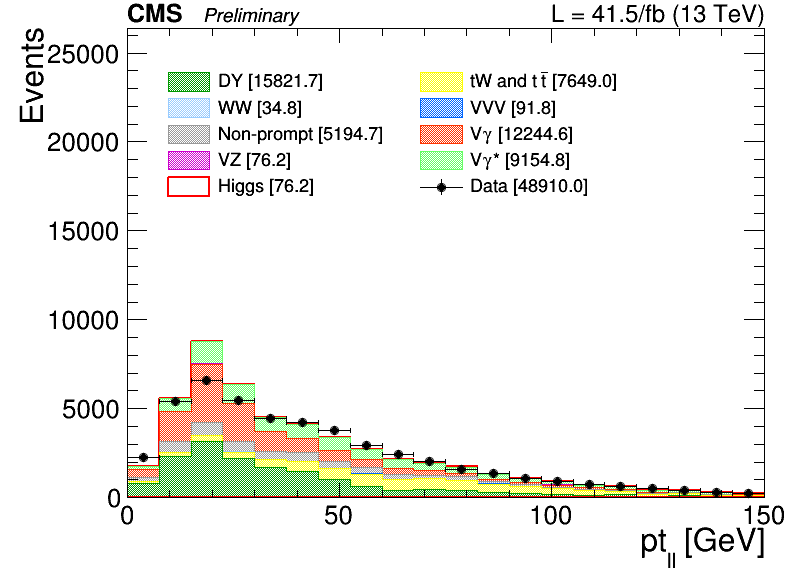 CMS Preliminary L = 41.5/fb (13 TeV)
Events
25000
20000
15000
10000
5000
0
DY [15821.7]
WW [34.8]
Non-prompt [5194.7]
VZ [76.2]
Higgs [76.2]
tW and t t̅ [7649.0]
VVV [91.8]
Vγ [12244.6]
Vγ* [9154.8]
Data [48910.0]
0 50 100 150
pt_ll [GeV]